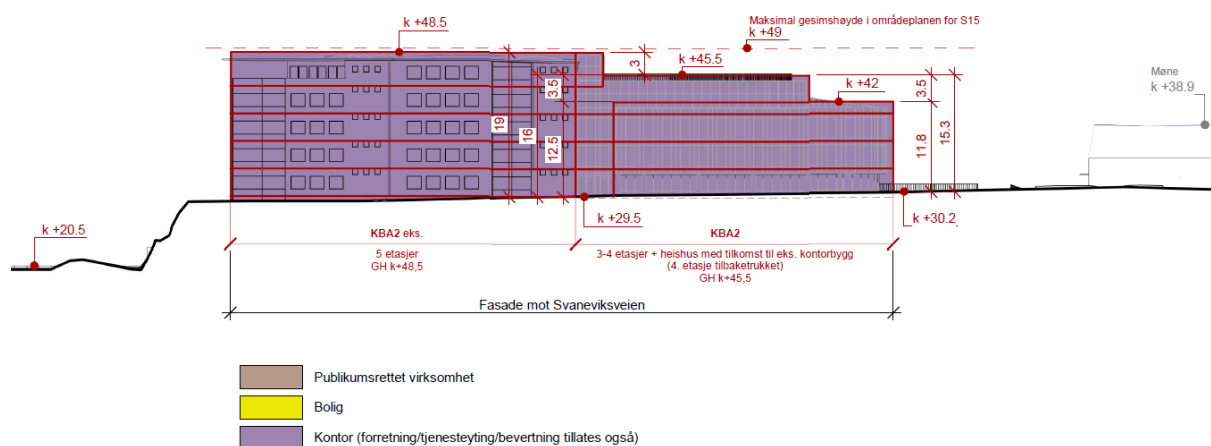 k +48.5
Maksimal gesimshøyde i områdeplanen for S15
k +49
3
k +45.5
3.5
k +42
3.5
Møne
k +38.9
19
16
12.5
11.8
15.3
k +20.5
k +29.5
k +30.2
KBA2 eks.
5 etasjer
GH k+48,5
KBA2
3-4 etasjer + heishus med tilkomst til eks. kontorbygg
(4. etasje tilbaketrukket)
GH k+45,5
Fasade mot Svaneviksveien
Publikumsrettet virksomhet
Bolig
Kontor (forretning/tjenesteyting/bevertning tillates også)